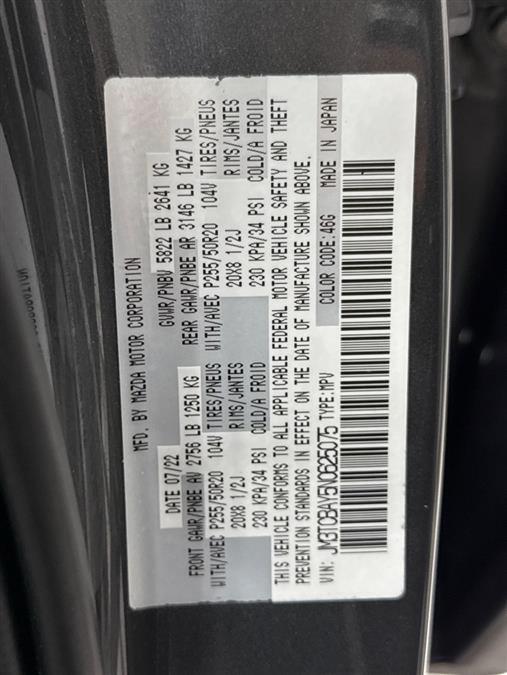 MFD. BY MAZDA MOTOR CORPORATION
DATE 07/22 GVWR/PNBV 5822 LB 2641 KG
FRONT GAWR/PNBE AV 2756 LB 1250 KG REAR GAWR/PNBE AR 3146 LB 1427 KG
WITH/AVEC P255/50R20 104V TIRES/PNEUS WITH/AVEC P255/50R20 104V TIRES/PNEUS
20X8 1/2J RIMS/JANTES 20X8 1/2J RIMS/JANTES
230 KPA/34 PSI COLD/A FROID 230 KPA/34 PSI COLD/A FROID
THIS VEHICLE CONFORMS TO ALL APPLICABLE FEDERAL MOTOR VEHICLE SAFETY AND THEFT
PREVENTION STANDARDS IN EFFECT ON THE DATE OF MANUFACTURE SHOWN ABOVE.
VIN: JM3TCBAY5N0625075 TYPE:MPV COLOR CODE:46G MADE IN JAPAN